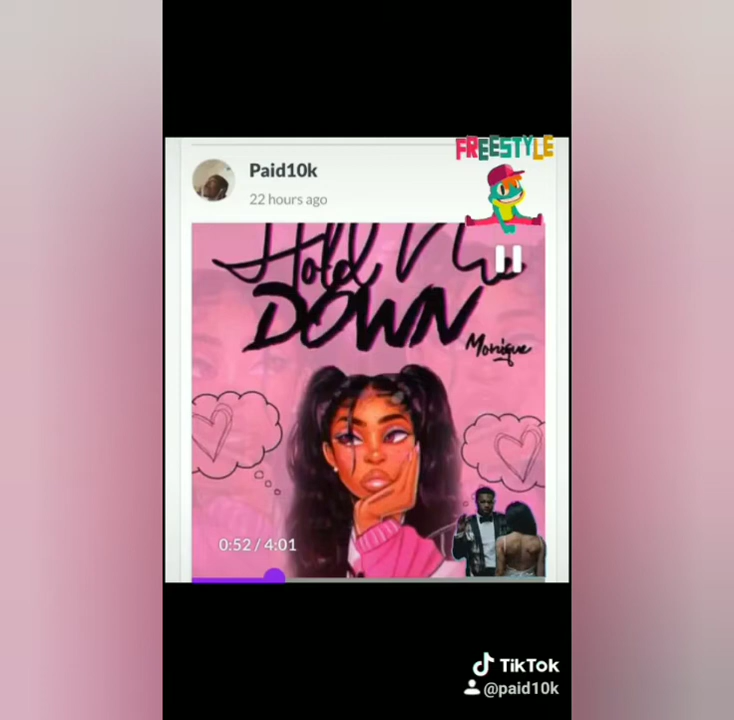 FREESTYLE
Paid10k
22 hours ago
Hold Me
DOWN
Monique
0:52 / 4:01
TikTok
@paid10k